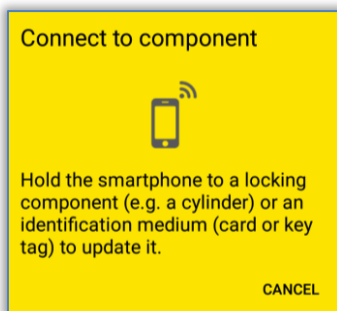 Connect to component
Hold the smartphone to a locking
component (e.g. a cylinder) or an
identification medium (card or key
tag) to update it.
CANCEL